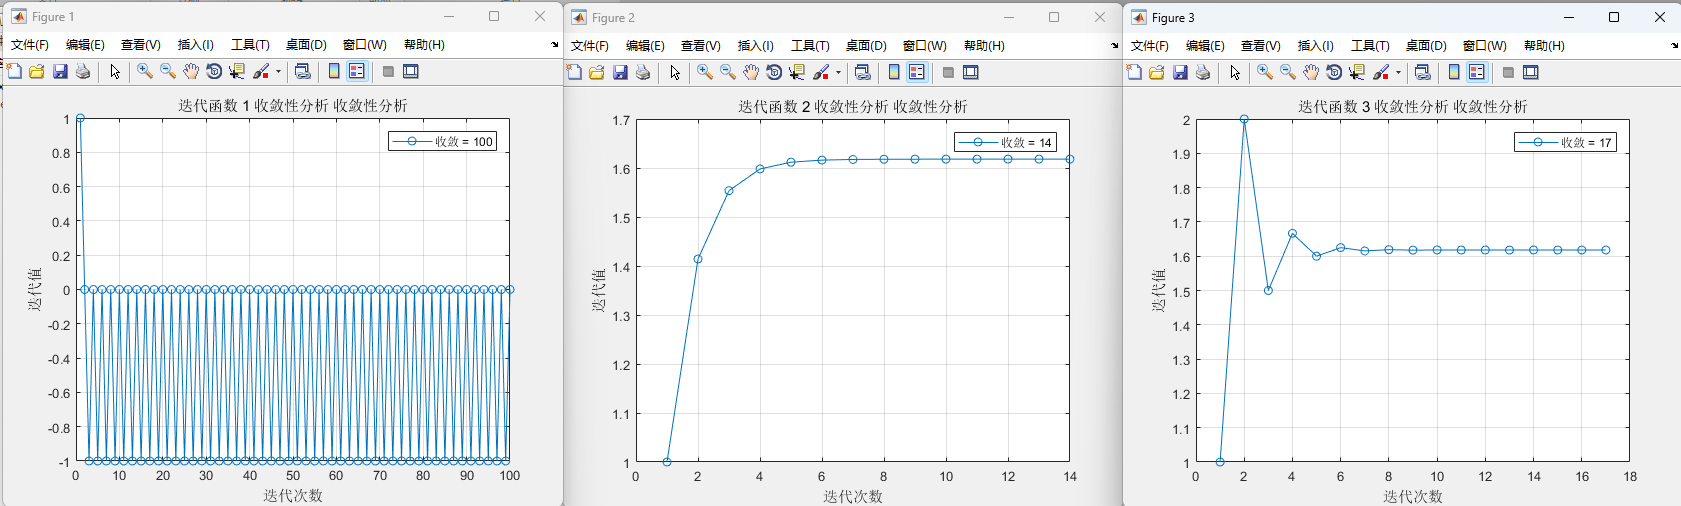 Figure 1
文件(F) 编辑(E) 查看(V) 插入(I) 工具(T) 桌面(D) 窗口(W) 帮助(H)
迭代函数 1 收敛性分析 收敛性分析
收敛 = 100
1
0.8
0.6
0.4
0.2
0
-0.2
-0.4
-0.6
-0.8
-1
迭代值
0 10 20 30 40 50 60 70 80 90 100
迭代次数
Figure 2
文件(F) 编辑(E) 查看(V) 插入(I) 工具(T) 桌面(D) 窗口(W) 帮助(H)
迭代函数 2 收敛性分析 收敛性分析
收敛 = 14
1.7
1.6
1.5
1.4
1.3
1.2
1.1
1
迭代值
0 2 4 6 8 10 12 14
迭代次数
Figure 3
文件(F) 编辑(E) 查看(V) 插入(I) 工具(T) 桌面(D) 窗口(W) 帮助(H)
迭代函数 3 收敛性分析 收敛性分析
收敛 = 17
2
1.9
1.8
1.7
1.6
1.5
1.4
1.3
1.2
1.1
1
迭代值
0 2 4 6 8 10 12 14 16 18
迭代次数